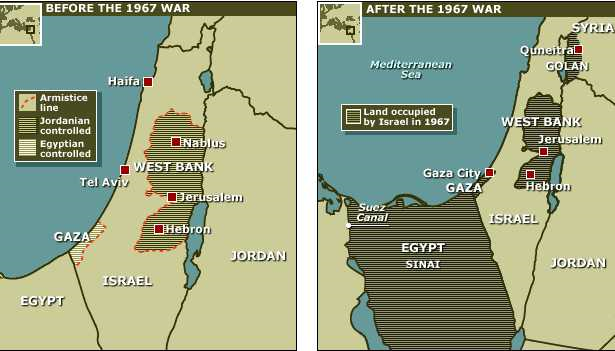 BEFORE THE 1967 WAR
Haifa
Armistice
line
Jordanian
controlled
Egyptian
controlled
Nablus
WEST BANK
Tel Aviv
Jerusalem
Hebron
GAZA
JORDAN
ISRAEL
EGYPT
AFTER THE 1967 WAR
SYRIA
Quneitra
GOLAN
Mediterranean
Sea
Land occupied
by Israel in 1967
WEST BANK
Jerusalem
Gaza City
GAZA
Hebron
Suez
Canal
ISRAEL
EGYPT
SINAI
JORDAN